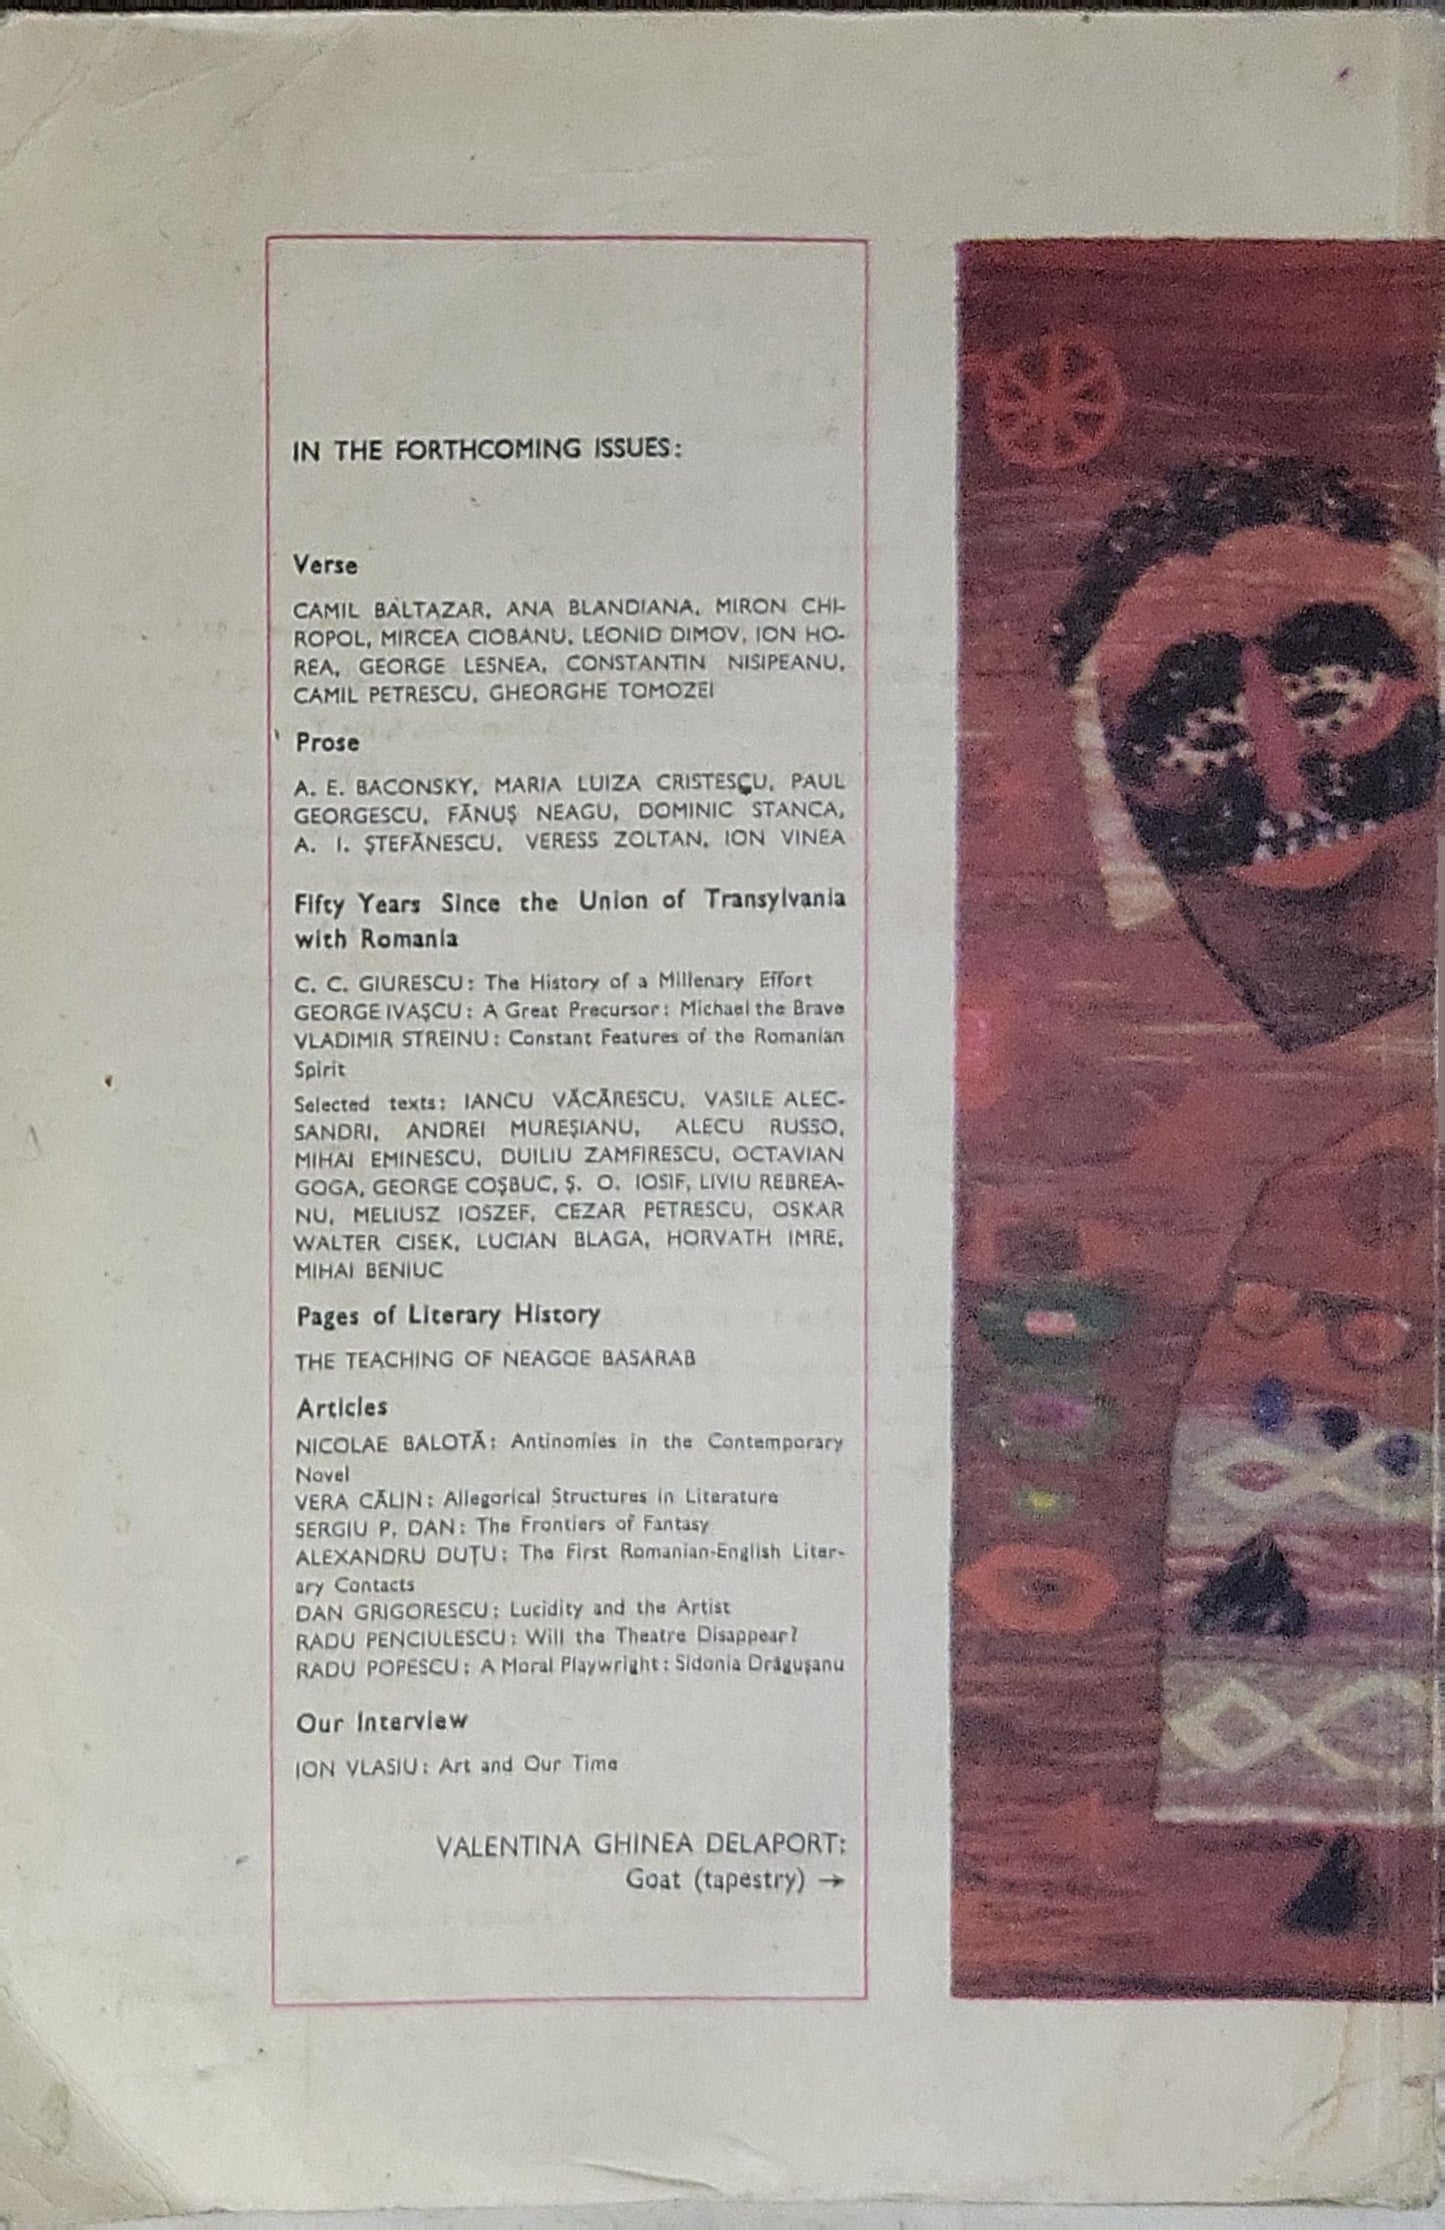 IN THE FORTHCOMING ISSUES:
Verse
CAMIL BALTAZAR, ANA BLANDIANA, MIRON CHI-
ROPOL, MIRCEA CIOBANU, LEONID DIMOV, ION HO-
REA, GEORGE LESNEA, CONSTANTIN NISIPEANU,
CAMIL PETRESCU, GHEORGHE TOMOZEI
Prose
A. E. BACONSKY, MARIA LUIZA CRISTESCU, PAUL
GEORGESCU, FĂNUȘ NEAGU, DOMINIC STANCA,
A. I. ȘTEFĂNESCU, VERESS ZOLTAN, ION VINEA
Fifty Years Since the Union of Transylvania
with Romania
C. C. GIURESCU: The History of a Millenary Effort
GEORGE IVAȘCU: A Great Precursor: Michael the Brave
VLADIMIR STREINU: Constant Features of the Romanian
Spirit
Selected texts: IANCU VĂCĂRESCU, VASILE ALEC-
SANDRI, ANDREI MUREȘIANU, ALECU RUSSO,
MIHAI EMINESCU, DUILIU ZAMFIRESCU, OCTAVIAN
GOGA, GEORGE COȘBUC, Ș. O. IOSIF, LIVIU REBREA-
NU, MELIUSZ IOSZEF, CEZAR PETRESCU, OSKAR
WALTER CISEK, LUCIAN BLAGA, HORVATH IMRE,
MIHAI BENIUC
Pages of Literary History
THE TEACHING OF NEAGOE BASARAB
Articles
NICOLAE BALOTĂ: Antinomies in the Contemporary
Novel
VERA CĂLIN: Allegorical Structures in Literature
SERGIU P. DAN: The Frontiers of Fantasy
ALEXANDRU DUȚU: The First Romanian-English Liter-
ary Contacts
DAN GRIGORESCU: Lucidity and the Artist
RADU PENCIULESCU: Will the Theatre Disappear?
RADU POPESCU: A Moral Playwright: Sidonia Drăgușanu
Our Interview
ION VLASIU: Art and Our Time
VALENTINA GHINEA DELAPORT:
Goat (tapestry) →